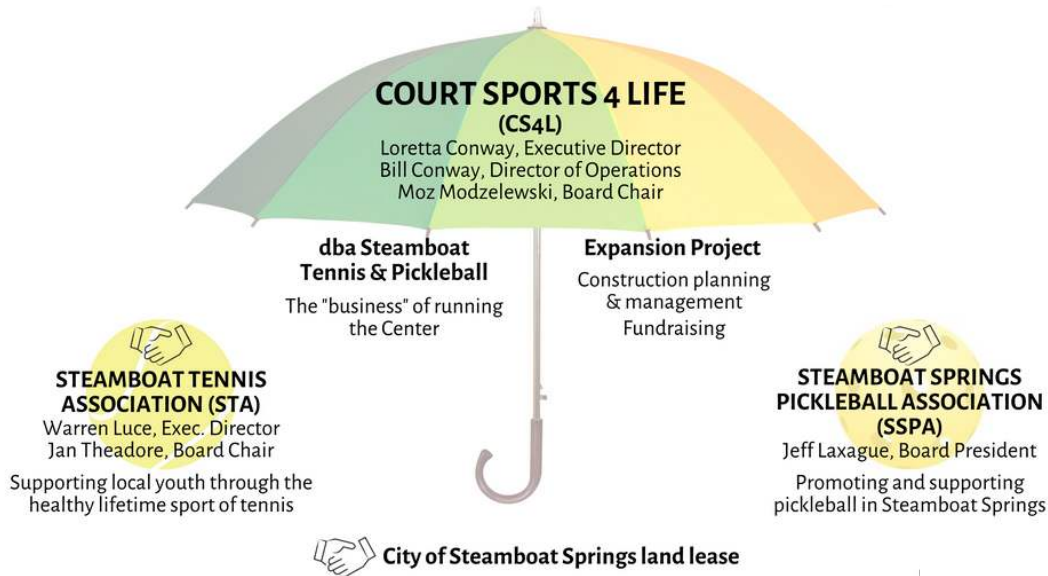 COURT SPORTS 4 LIFE
(CS4L)
Loretta Conway, Executive Director
Bill Conway, Director of Operations
Moz Modzelewski, Board Chair
dba Steamboat
Tennis & Pickleball
The "business" of running
the Center
Expansion Project
Construction planning
& management
Fundraising
STEAMBOAT TENNIS
ASSOCIATION (STA)
Warren Luce, Exec. Director
Jan Theadore, Board Chair
Supporting local youth through the
healthy lifetime sport of tennis
STEAMBOAT SPRINGS
PICKLEBALL ASSOCIATION
(SSPA)
Jeff Laxague, Board President
Promoting and supporting
pickleball in Steamboat Springs
City of Steamboat Springs land lease